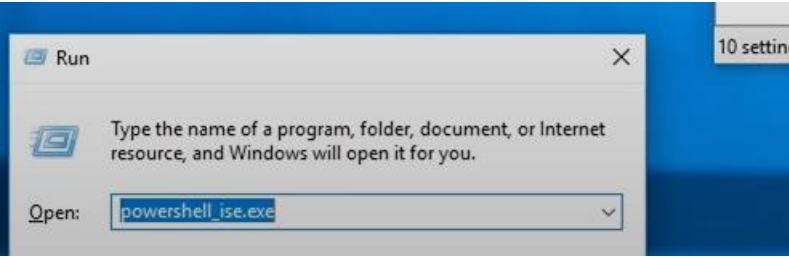 Run
10 settin
Type the name of a program, folder, document, or Internet
resource, and Windows will open it for you.
Open:
powershell_ise.exe